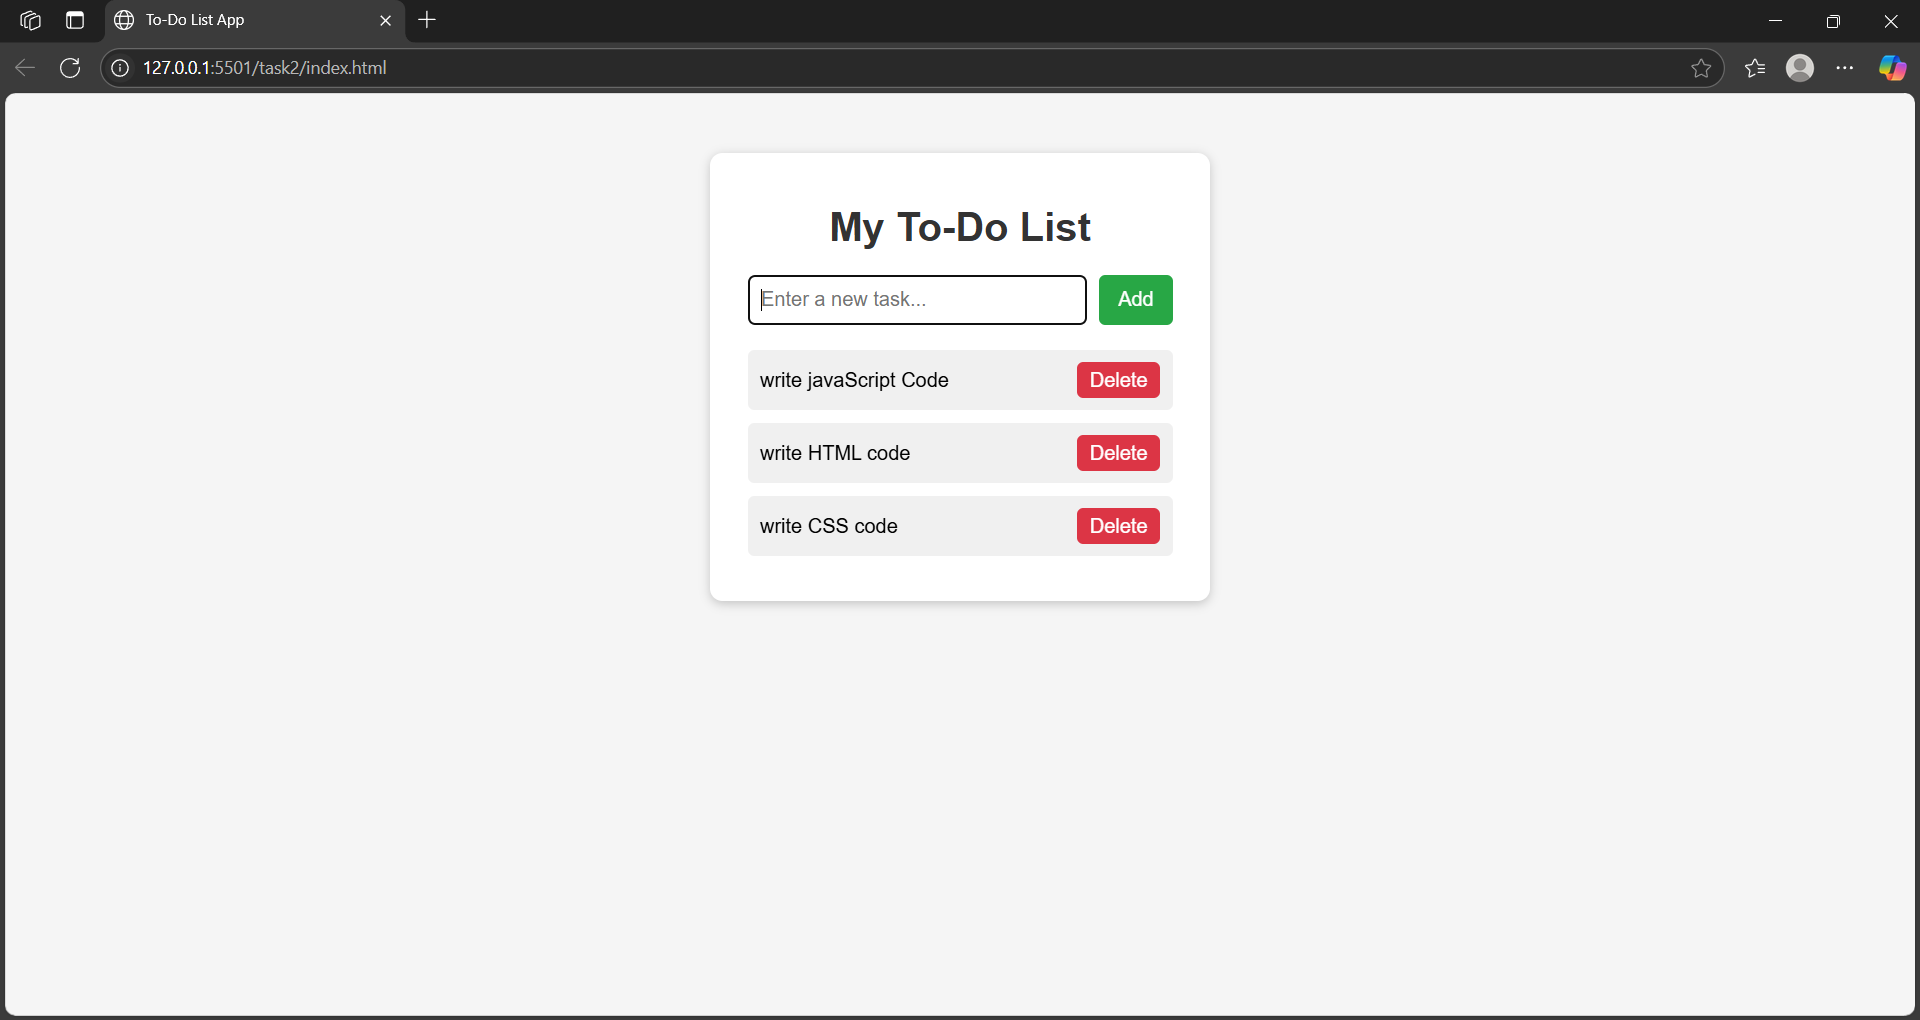 To-Do List App
127.0.0.1:5501/task2/index.html
My To-Do List
Enter a new task...
Add
write javaScript Code
Delete
write HTML code
Delete
write CSS code
Delete